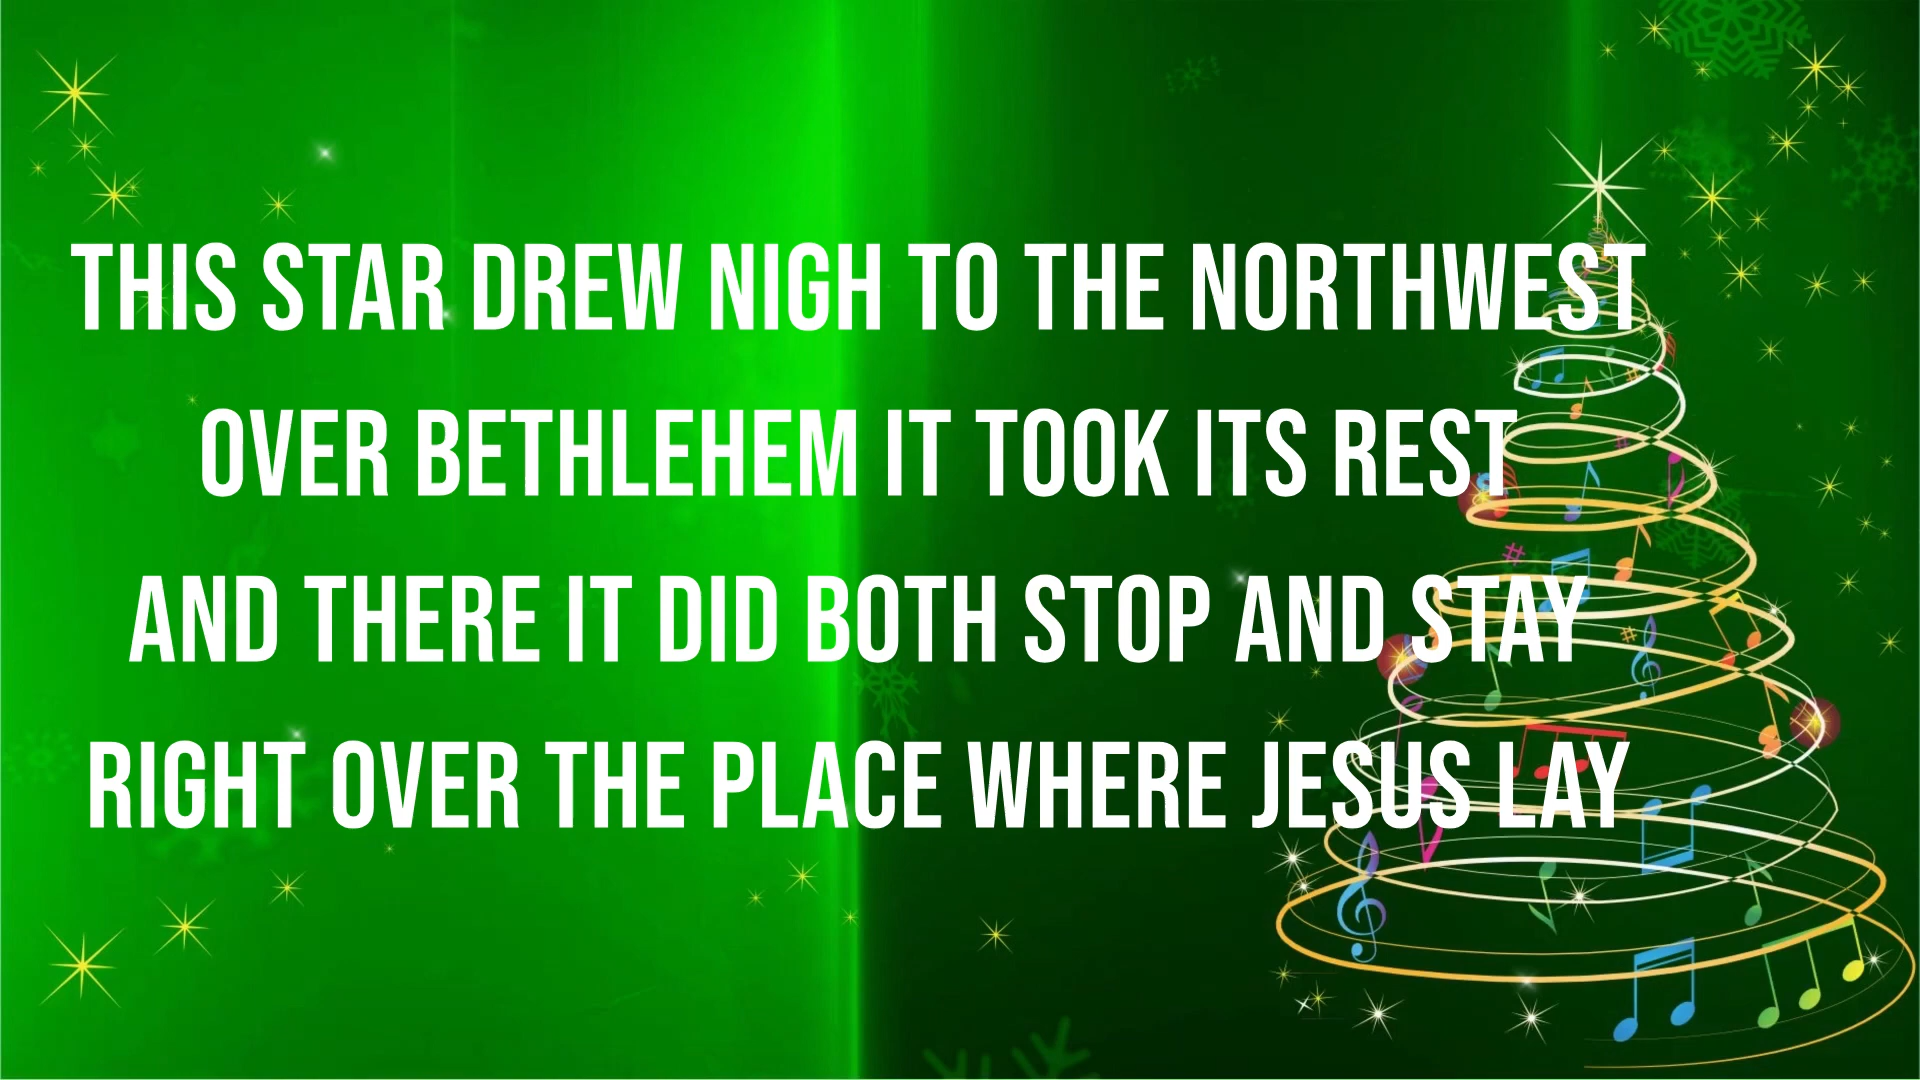 THIS STAR DREW NIGH TO THE NORTHWEST
OVER BETHLEHEM IT TOOK ITS REST
AND THERE IT DID BOTH STOP AND STAY
RIGHT OVER THE PLACE WHERE JESUS LAY